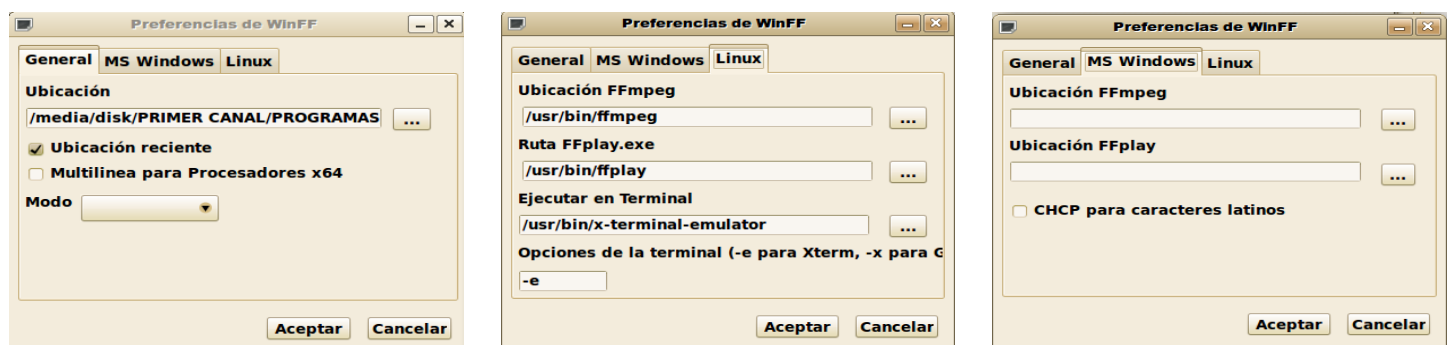 Preferencias de WinFF
General MS Windows Linux
Ubicación
/media/disk/PRIMER CANAL/PROGRAMAS
...
Ubicación reciente
Multilinea para Procesadores x64
Modo
Aceptar Cancelar
Preferencias de WinFF
General MS Windows Linux
Ubicación FFmpeg
/usr/bin/ffmpeg
...
Ruta FFplay.exe
/usr/bin/ffplay
...
Ejecutar en Terminal
/usr/bin/x-terminal-emulator
...
Opciones de la terminal (-e para Xterm, -x para G
-e
Aceptar Cancelar
Preferencias de WinFF
General MS Windows Linux
Ubicación FFmpeg
...
Ubicación FFplay
...
CHCP para caracteres latinos
Aceptar Cancelar